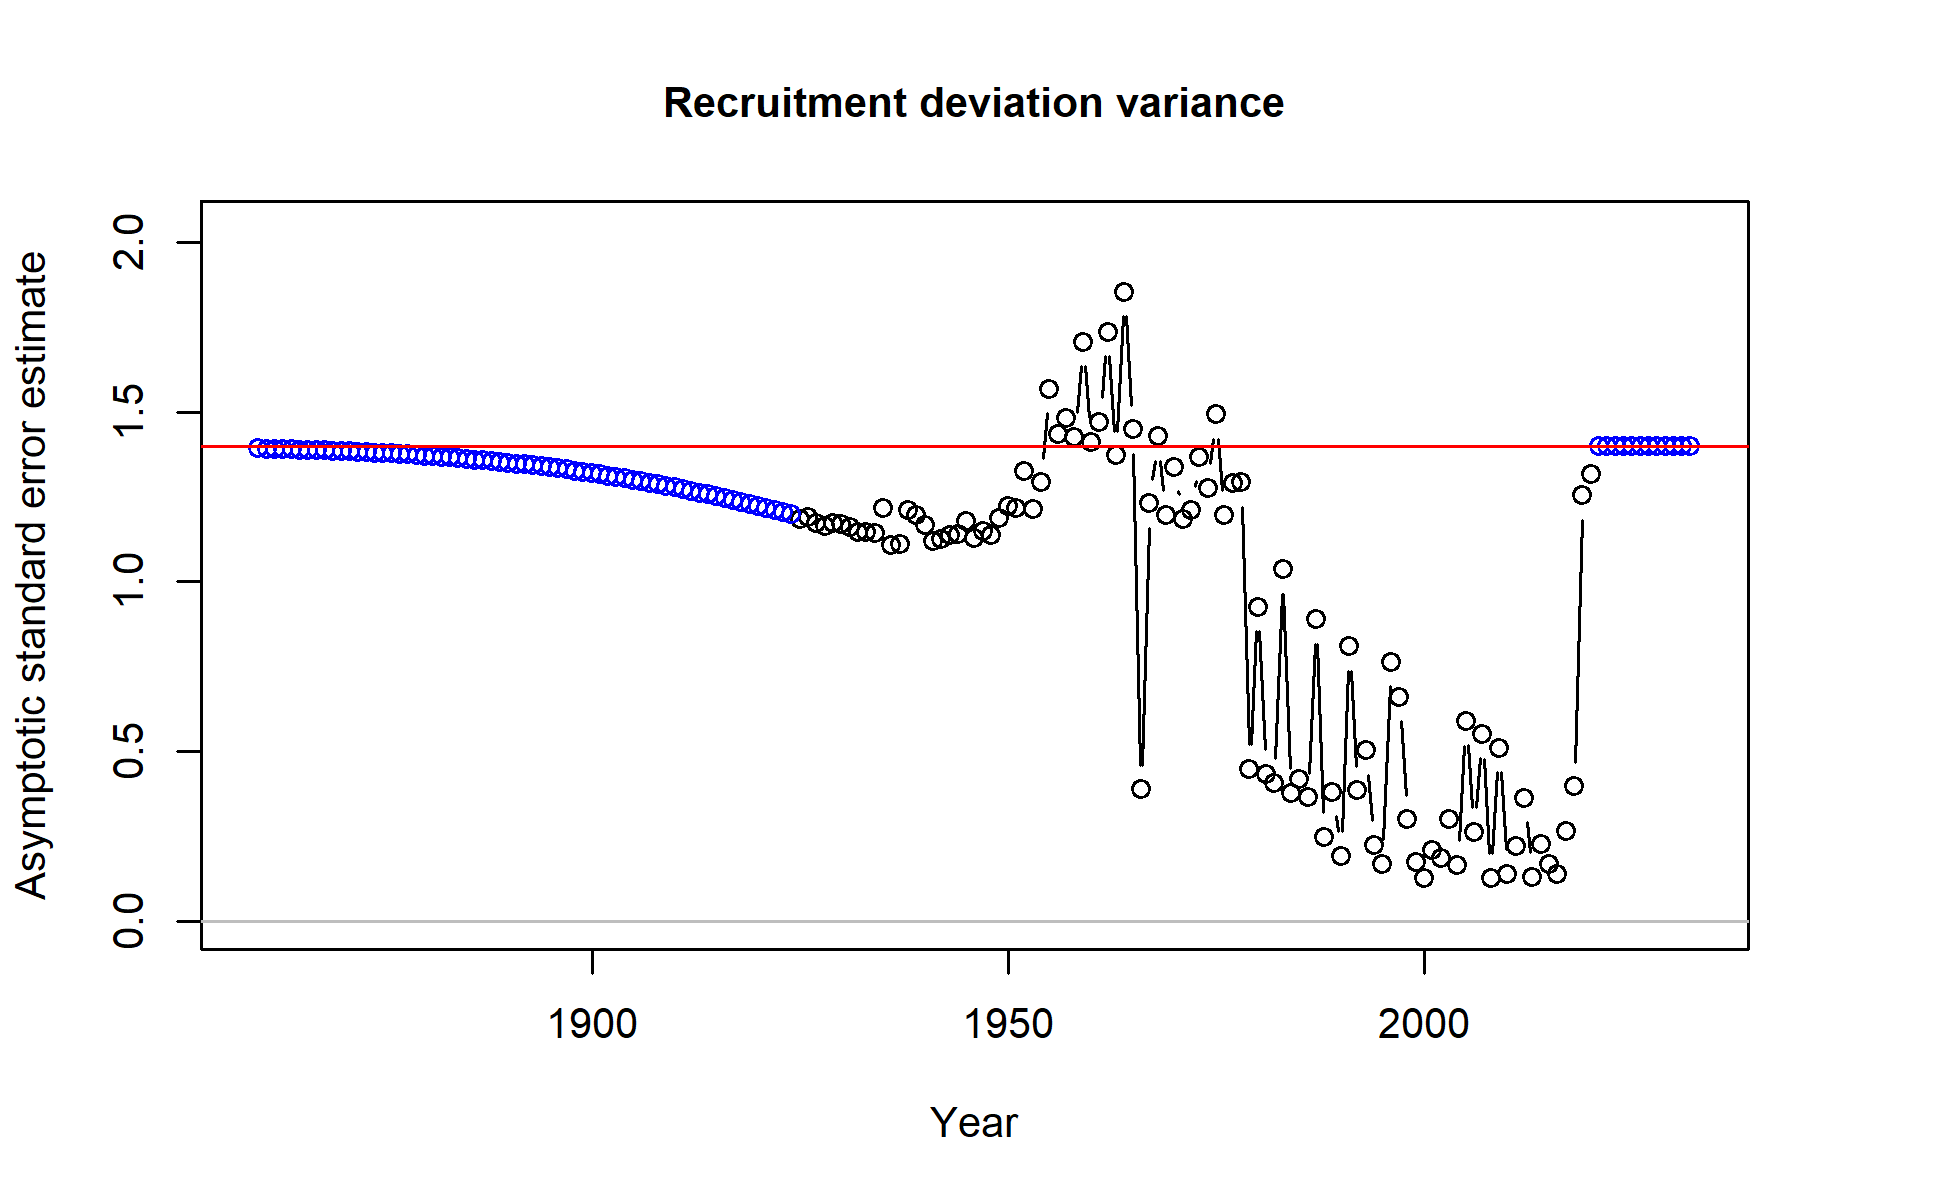 Recruitment deviation variance
Asymptotic standard error estimate
2.0
1.5
1.0
0.5
0.0
1900
1950
2000
Year